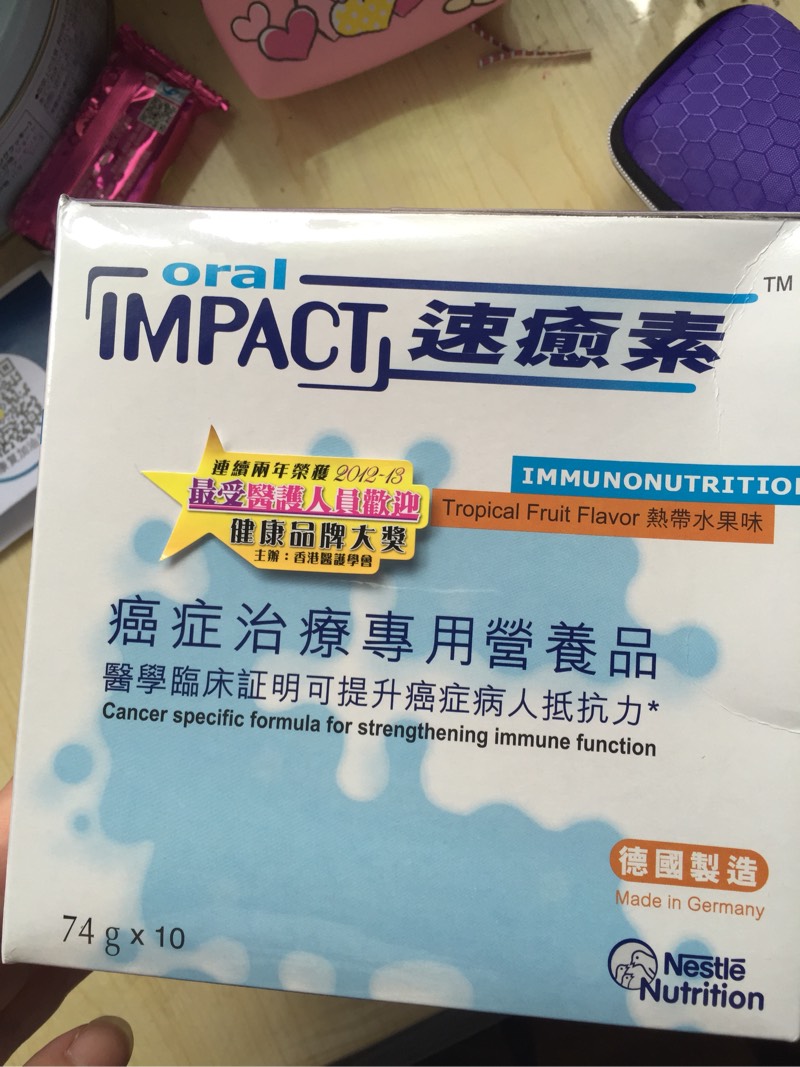 oral
IMPACT 速癒素
TM
連續兩年榮獲 2012-13
最受醫護人員歡迎
健康品牌大獎
主辦：香港醫護學會
IMMUNONUTRITIO
Tropical Fruit Flavor 熱帶水果味
癌症治療專用營養品
醫學臨床証明可提升癌症病人抵抗力*
Cancer specific formula for strengthening immune function
德國製造
Made in Germany
74 g x 10
Nestlē
Nutrition